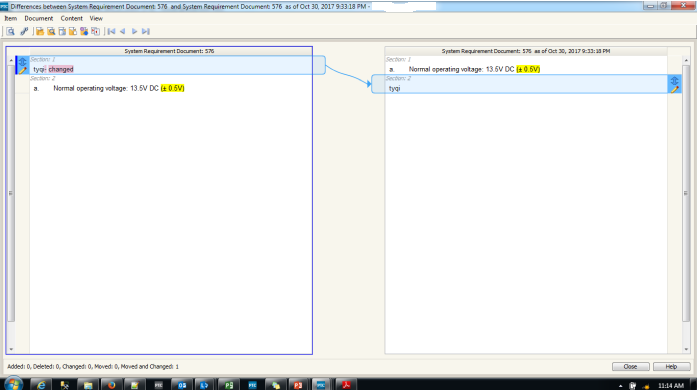 Differences between System Requirement Document: 576 and System Requirement Document: 576 as of Oct 30, 2017 9:33:18 PM -
Item Document Content View
System Requirement Document: 576
Section: 1
tyqi- changed
Section: 2
a. Normal operating voltage: 13.5V DC (± 0.5V)
System Requirement Document: 576 as of Oct 30, 2017 9:33:18 PM
Section: 1
a. Normal operating voltage: 13.5V DC (± 0.5V)
Section: 2
tyqi
Added: 0, Deleted: 0, Changed: 0, Moved: 0, Moved and Changed: 1
Close Help
11:14 AM